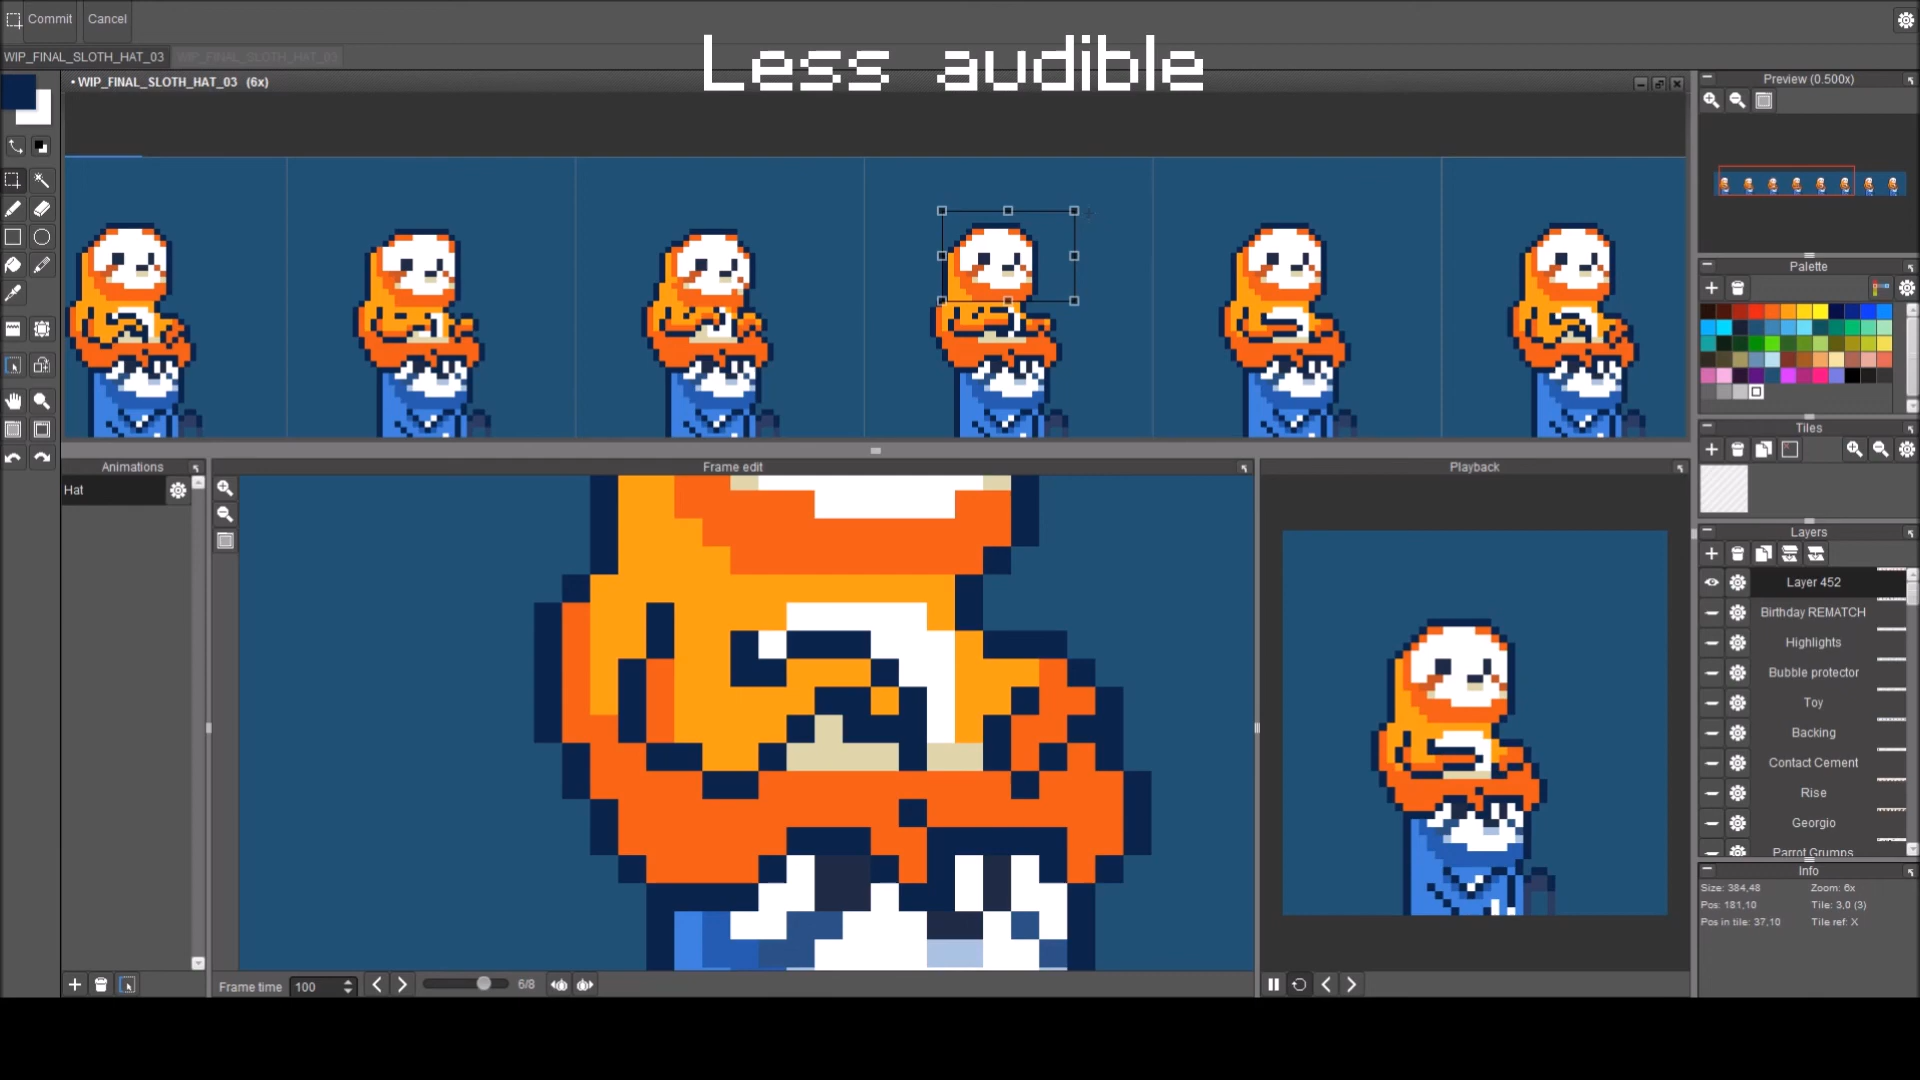 Commit Cancel
WIP_FINAL_SLOTH_HAT_03 WIP_FINAL_SLOTH_HAT_03
Less audible
• WIP_FINAL_SLOTH_HAT_03 (6x)
Preview (0.500x)
Palette
Tiles
Animations
Hat
Frame edit
Playback
Layers
Layer 452
Birthday REMATCH
Highlights
Bubble protector
Toy
Backing
Contact Cement
Rise
Georgio
Parrot Grumps
Info
Size: 384,48 Zoom: 6x
Pos: 181,10 Tile: 3,0 (3)
Pos in tile: 37,10 Tile ref: X
Frame time 100 6/8